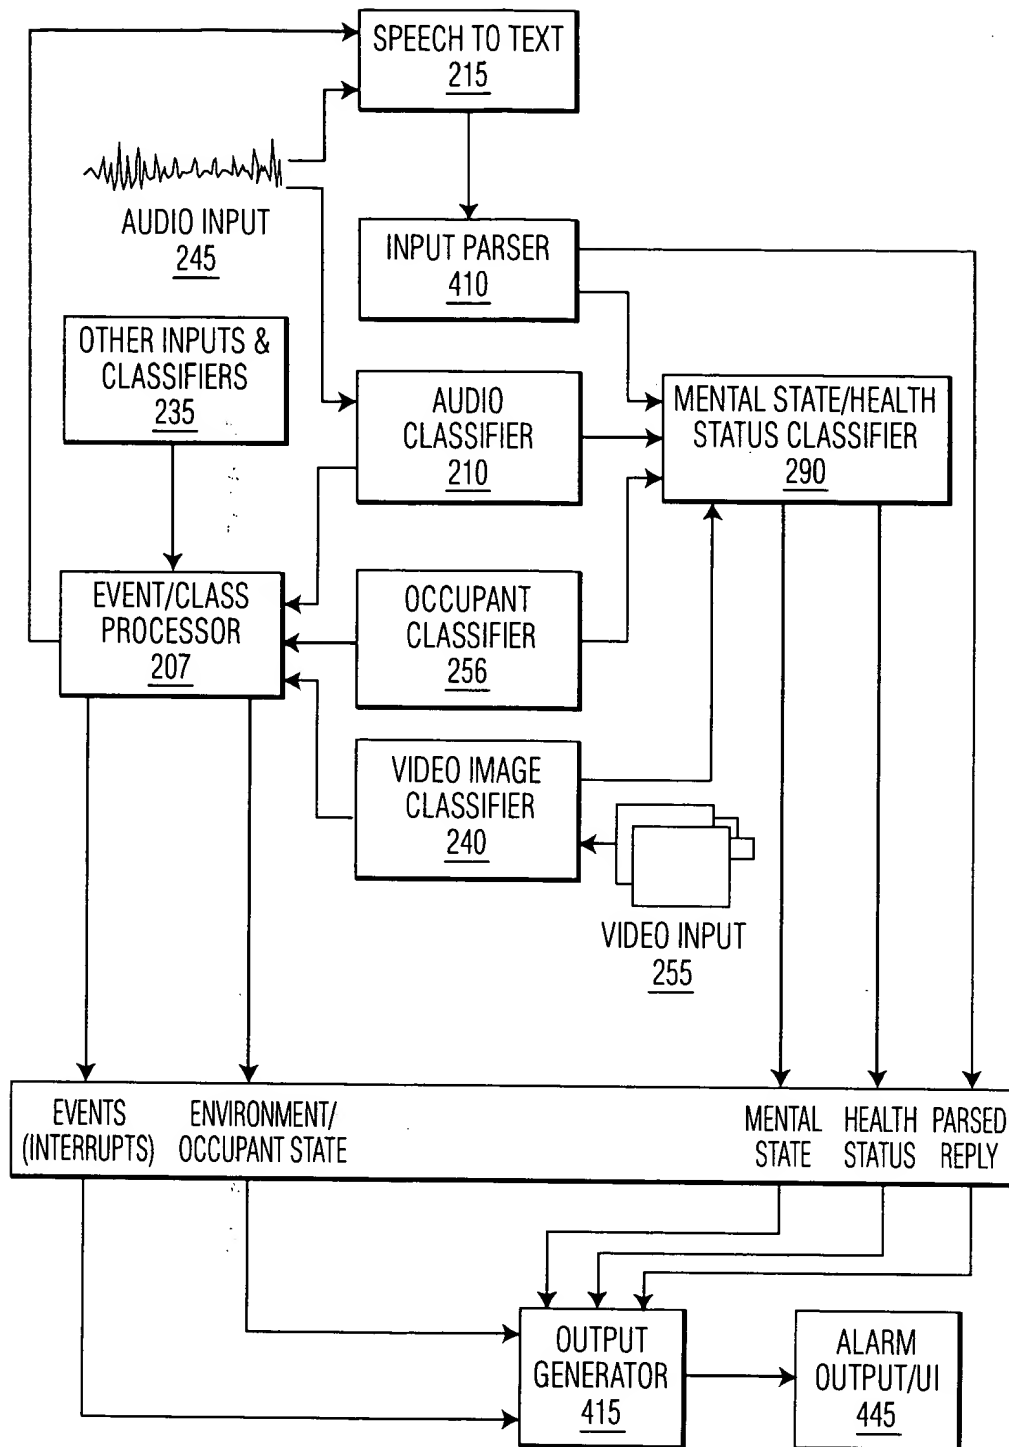 SPEECH TO TEXT
215
AUDIO INPUT
245
INPUT PARSER
410
OTHER INPUTS &
CLASSIFIERS
235
AUDIO
CLASSIFIER
210
MENTAL STATE/HEALTH
STATUS CLASSIFIER
290
EVENT/CLASS
PROCESSOR
207
OCCUPANT
CLASSIFIER
256
VIDEO IMAGE
CLASSIFIER
240
VIDEO INPUT
255
EVENTS
(INTERRUPTS)
ENVIRONMENT/
OCCUPANT STATE
MENTAL
STATE
HEALTH
STATUS
PARSED
REPLY
OUTPUT
GENERATOR
415
ALARM
OUTPUT/UI
445